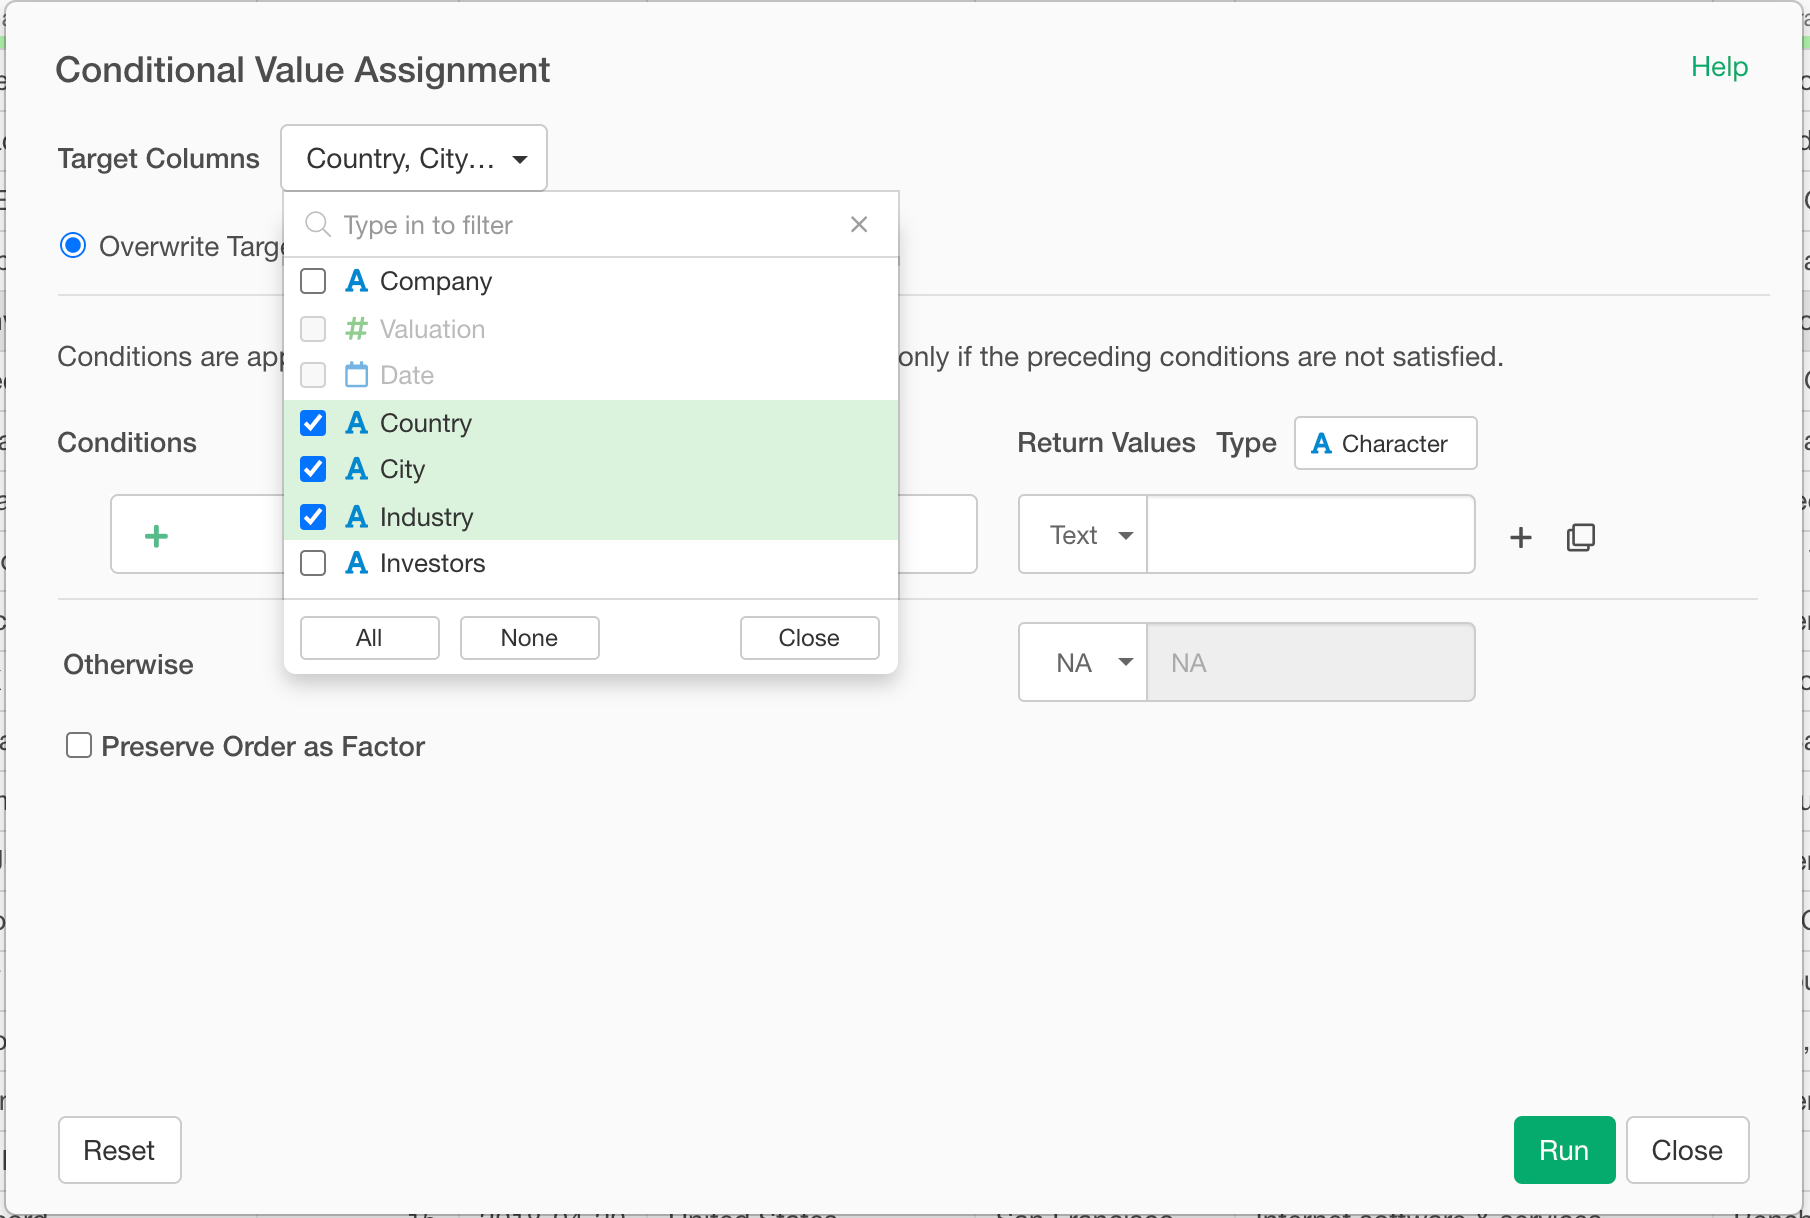 Conditional Value Assignment
Help
Target Columns
Country, City...
Type in to filter
Overwrite Targe
Company
Valuation
Conditions are app
only if the preceding conditions are not satisfied.
Date
Country
Conditions
Return Values Type
Character
City
Industry
Text
Investors
All
None
Close
Otherwise
NA
NA
Preserve Order as Factor
Reset
Run
Close